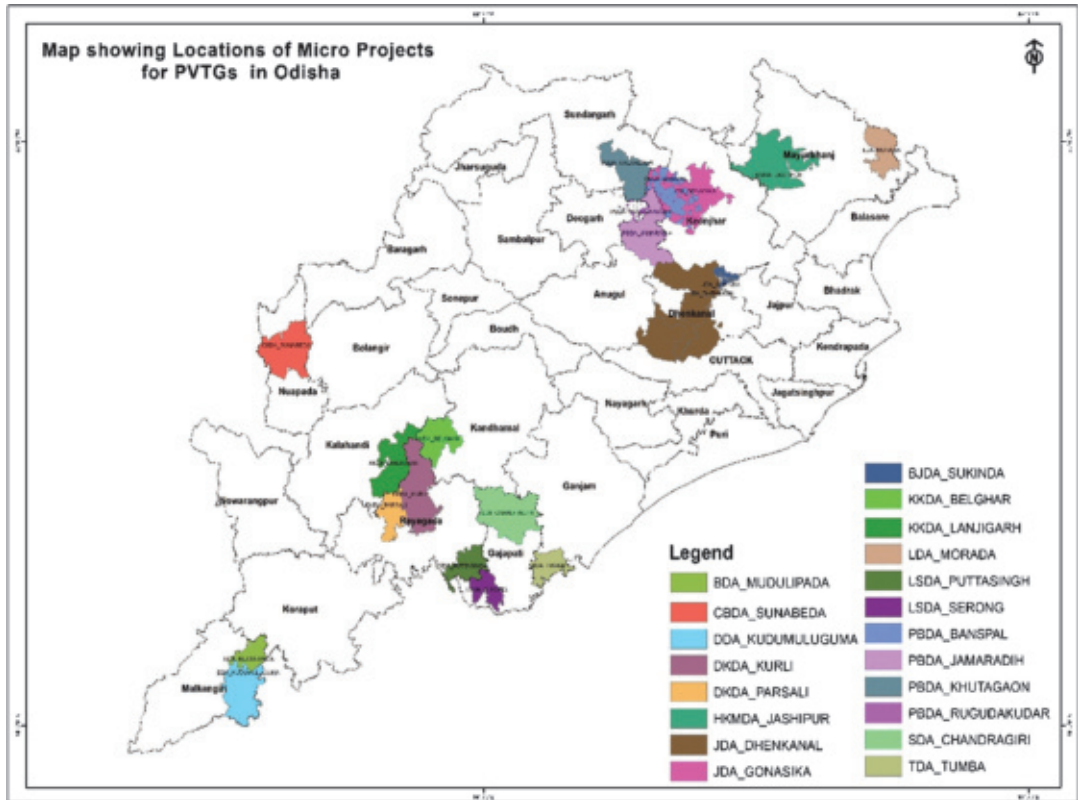 Map showing Locations of Micro Projects
for PVTGs in Odisha
N
Sundargarh
Jharsuguda
Mayurbhanj
Deogarh
Keonjhar
Balasore
Sambalpur
Baragarh
Anugul
Bhadrak
Sonepur
Jajpur
Dhenkanal
Boudh
Bolangir
Kendrapada
CUTTACK
Nuapada
Jagatsinghpur
Nayagarh
Khurda
Kandhamal
Puri
Kalahandi
Ganjam
Nowarangpur
Rayagada
Gajapati
Koraput
Malkangiri
Legend
BDA_MUDULIPADA
CBDA_SUNABEDA
DDA_KUDUMULUGUMA
DKDA_KURLI
DKDA_PARSALI
HKMDA_JASHIPUR
JDA_DHENKANAL
JDA_GONASIKA
BJDA_SUKINDA
KKDA_BELGHAR
KKDA_LANJIGARH
LDA_MORADA
LSDA_PUTTASINGH
LSDA_SERONG
PBDA_BANSPAL
PBDA_JAMARADIH
PBDA_KHUTAGAON
PBDA_RUGUDAKUDAR
SDA_CHANDRAGIRI
TDA_TUMBA